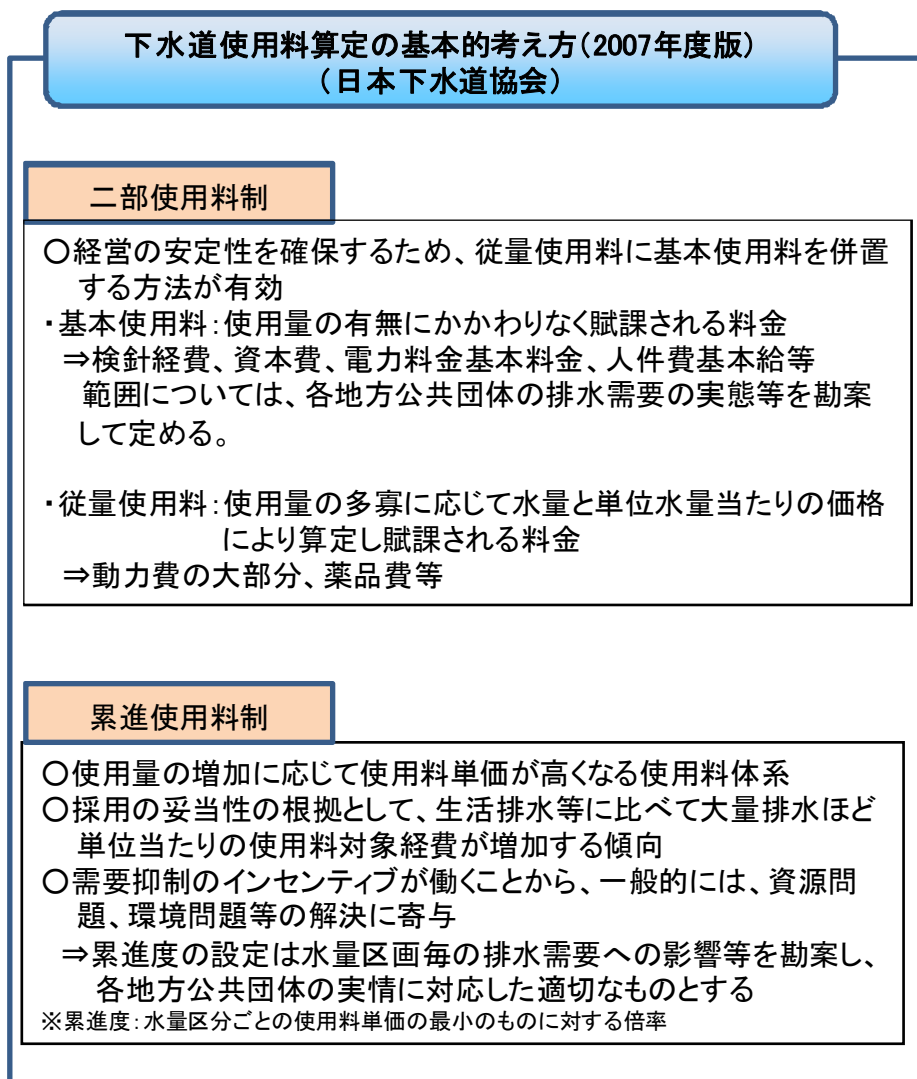 下水道使用料算定の基本的考え方(2007年度版)
(日本下水道協会)
二部使用料制
○経営の安定性を確保するため、従量使用料に基本使用料を併置
する方法が有効
・基本使用料:使用量の有無にかかわりなく賦課される料金
⇒検針経費、資本費、電力料金基本料金、人件費基本給等
範囲については、各地方公共団体の排水需要の実態等を勘案
して定める。
・従量使用料:使用量の多寡に応じて水量と単位水量当たりの価格
により算定し賦課される料金
⇒動力費の大部分、薬品費等
累進使用料制
○使用量の増加に応じて使用料単価が高くなる使用料体系
○採用の妥当性の根拠として、生活排水等に比べて大量排水ほど
単位当たりの使用料対象経費が増加する傾向
○需要抑制のインセンティブが働くことから、一般的には、資源問
題、環境問題等の解決に寄与
⇒累進度の設定は水量区画毎の排水需要への影響等を勘案し、
各地方公共団体の実情に対応した適切なものとする
※累進度:水量区分ごとの使用料単価の最小のものに対する倍率